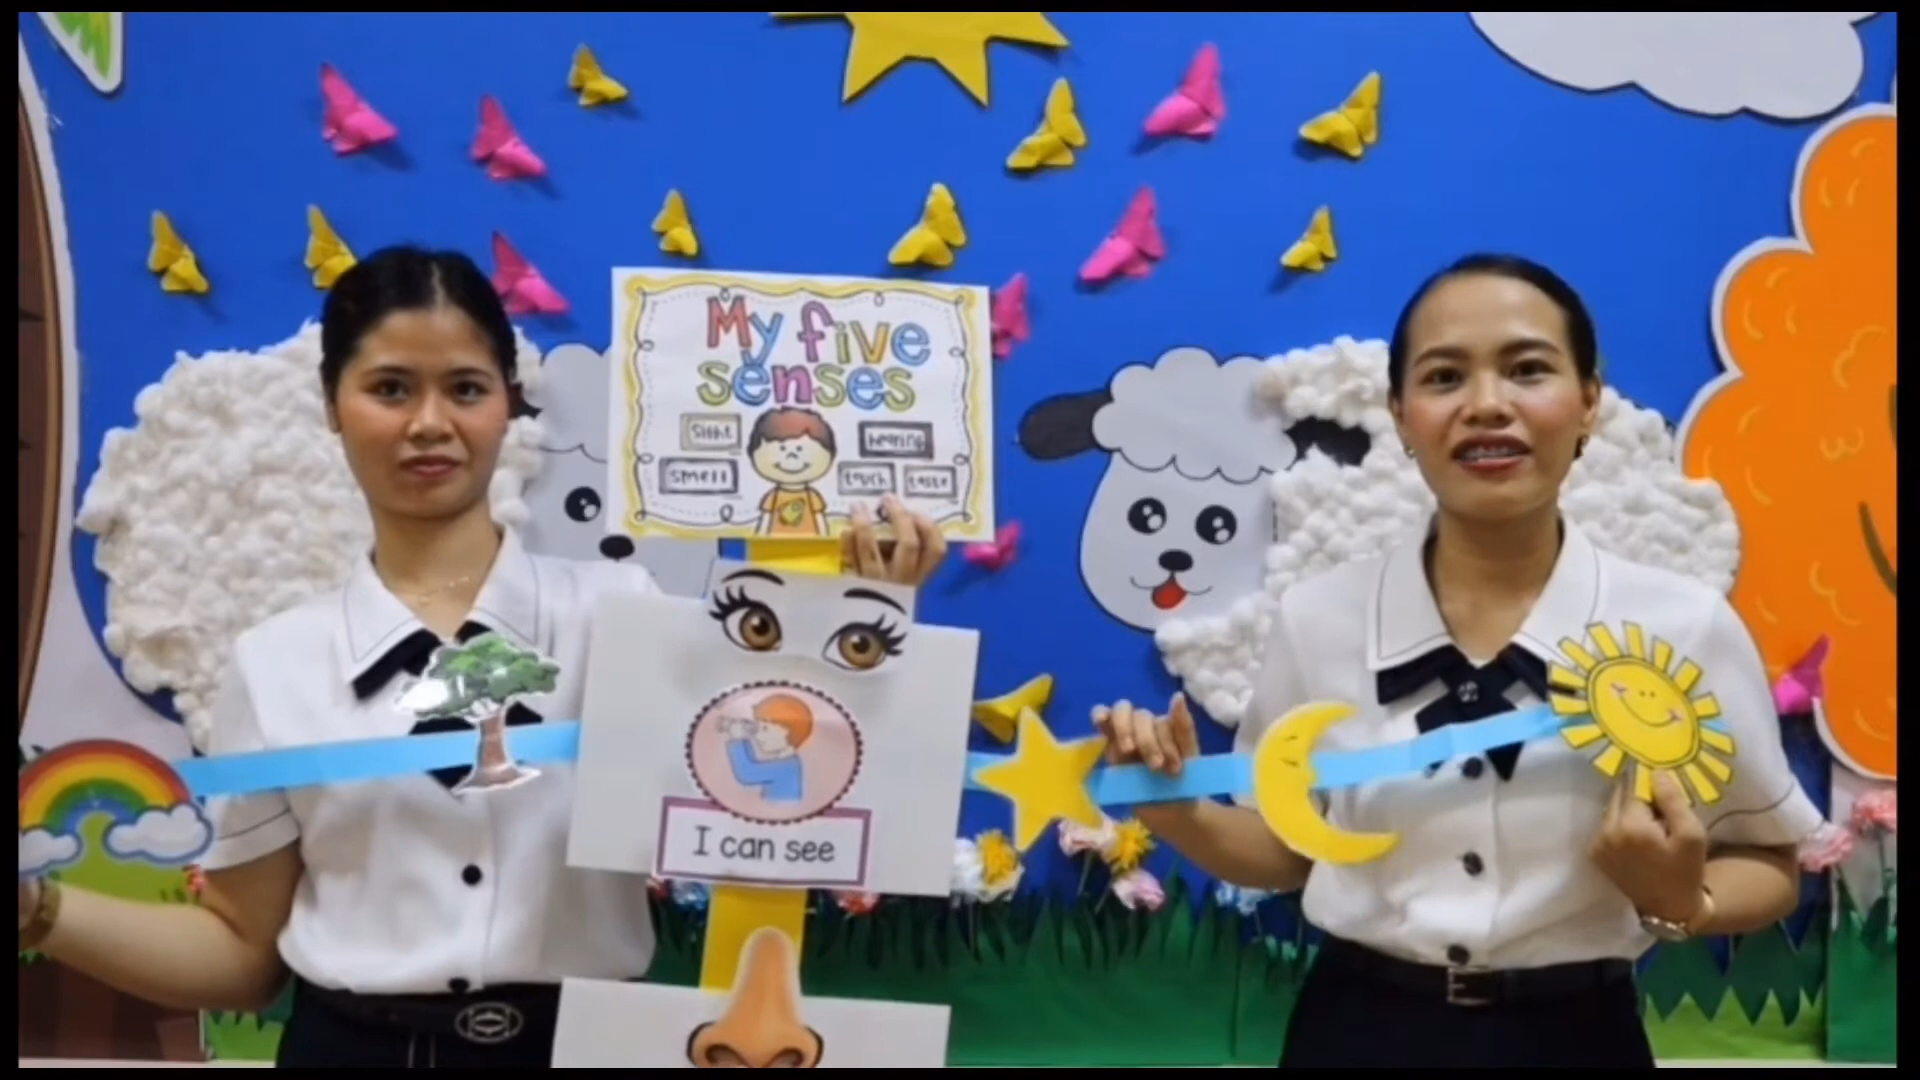 My five
senses
sight
hearing
smell
touch
taste
I can see